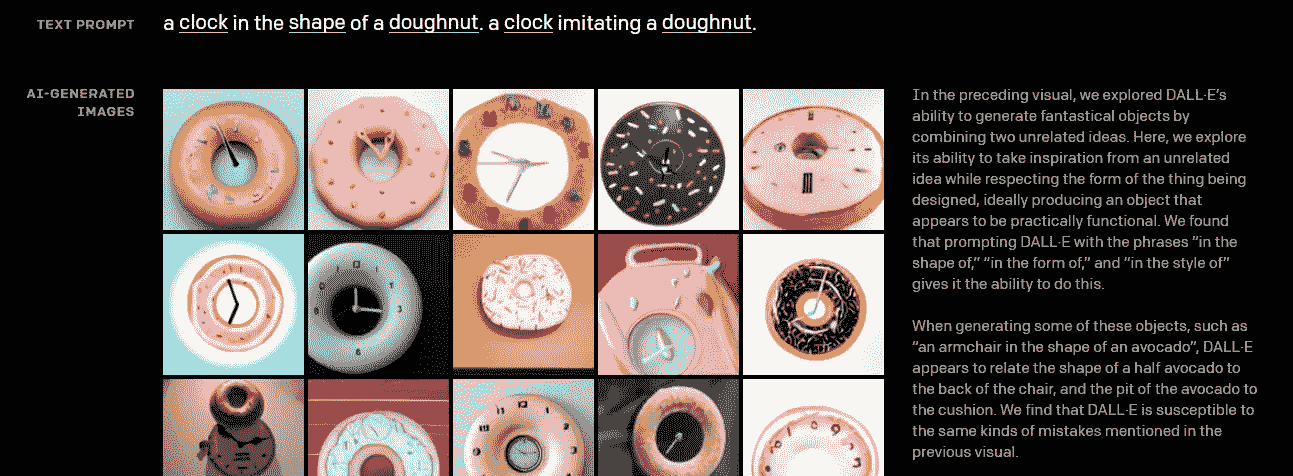 TEXT PROMPT
a clock in the shape of a doughnut. a clock imitating a doughnut.
AI-GENERATED
IMAGES
In the preceding visual, we explored DALL·E’s
ability to generate fantastical objects by
combining two unrelated ideas. Here, we explore
its ability to take inspiration from an unrelated
idea while respecting the form of the thing being
designed, ideally producing an object that
appears to be practically functional. We found
that prompting DALL·E with the phrases “in the
shape of,” “in the form of,” and “in the style of”
gives it the ability to do this.
When generating some of these objects, such as
“an armchair in the shape of an avocado”, DALL·E
appears to relate the shape of a half avocado to
the back of the chair, and the pit of the avocado to
the cushion. We find that DALL·E is susceptible to
the same kinds of mistakes mentioned in the
previous visual.